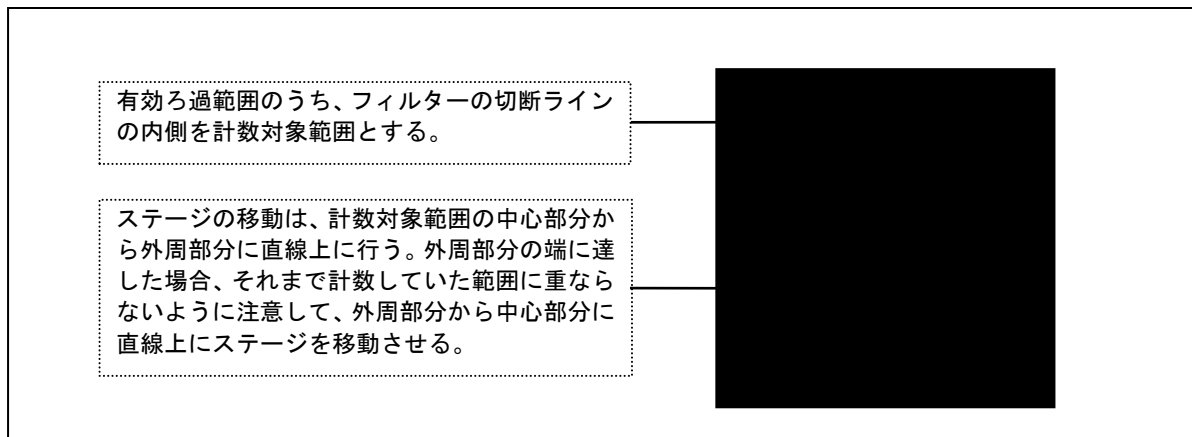 有効ろ過範囲のうち、フィルターの切断ライン
の内側を計数対象範囲とする。
ステージの移動は、計数対象範囲の中心部分か
ら外周部分に直線上に行う。外周部分の端に達
した場合、それまで計数していた範囲に重なら
ないように注意して、外周部分から中心部分に
直線上にステージを移動させる。